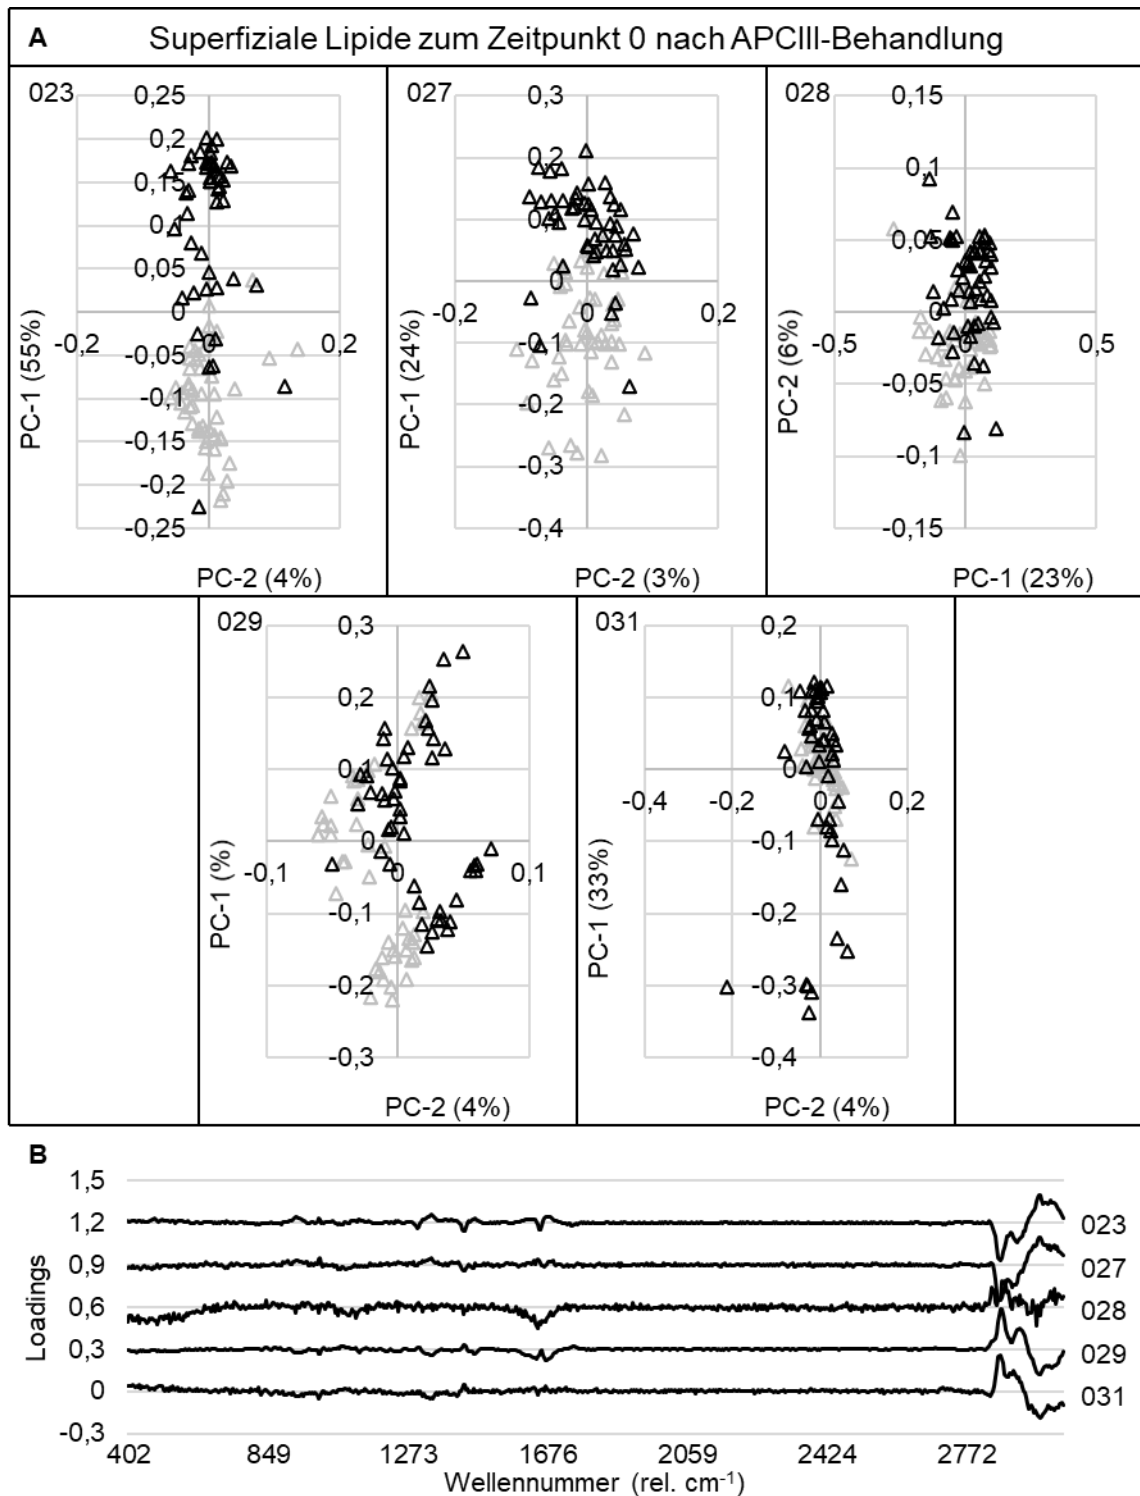 A Superfiziale Lipide zum Zeitpunkt 0 nach APCIII-Behandlung
023
0,25
0,2
0,15
0,1
0,05
0
-0,2 0 0,2
-0,05
-0,1
-0,15
-0,2
-0,25
PC-1 (55%)
PC-2 (4%)
027
0,3
0,2
0,1
0
-0,2 0 0,2
-0,1
-0,2
-0,3
-0,4
PC-1 (24%)
PC-2 (3%)
028
0,15
0,1
0,05
0
-0,5 0 0,5
-0,05
-0,1
-0,15
PC-2 (6%)
PC-1 (23%)
029
0,3
0,2
0,1
0
-0,1 0 0,1
-0,1
-0,2
-0,3
PC-1 (%)
PC-2 (4%)
031
0,2
0,1
0
-0,4 -0,2 0 0,2
-0,1
-0,2
-0,3
-0,4
PC-1 (33%)
PC-2 (4%)
B
1,5
1,2
0,9
0,6
0,3
0
-0,3
Loadings
023
027
028
029
031
402 849 1273 1676 2059 2424 2772
Wellennummer (rel. cm⁻¹)